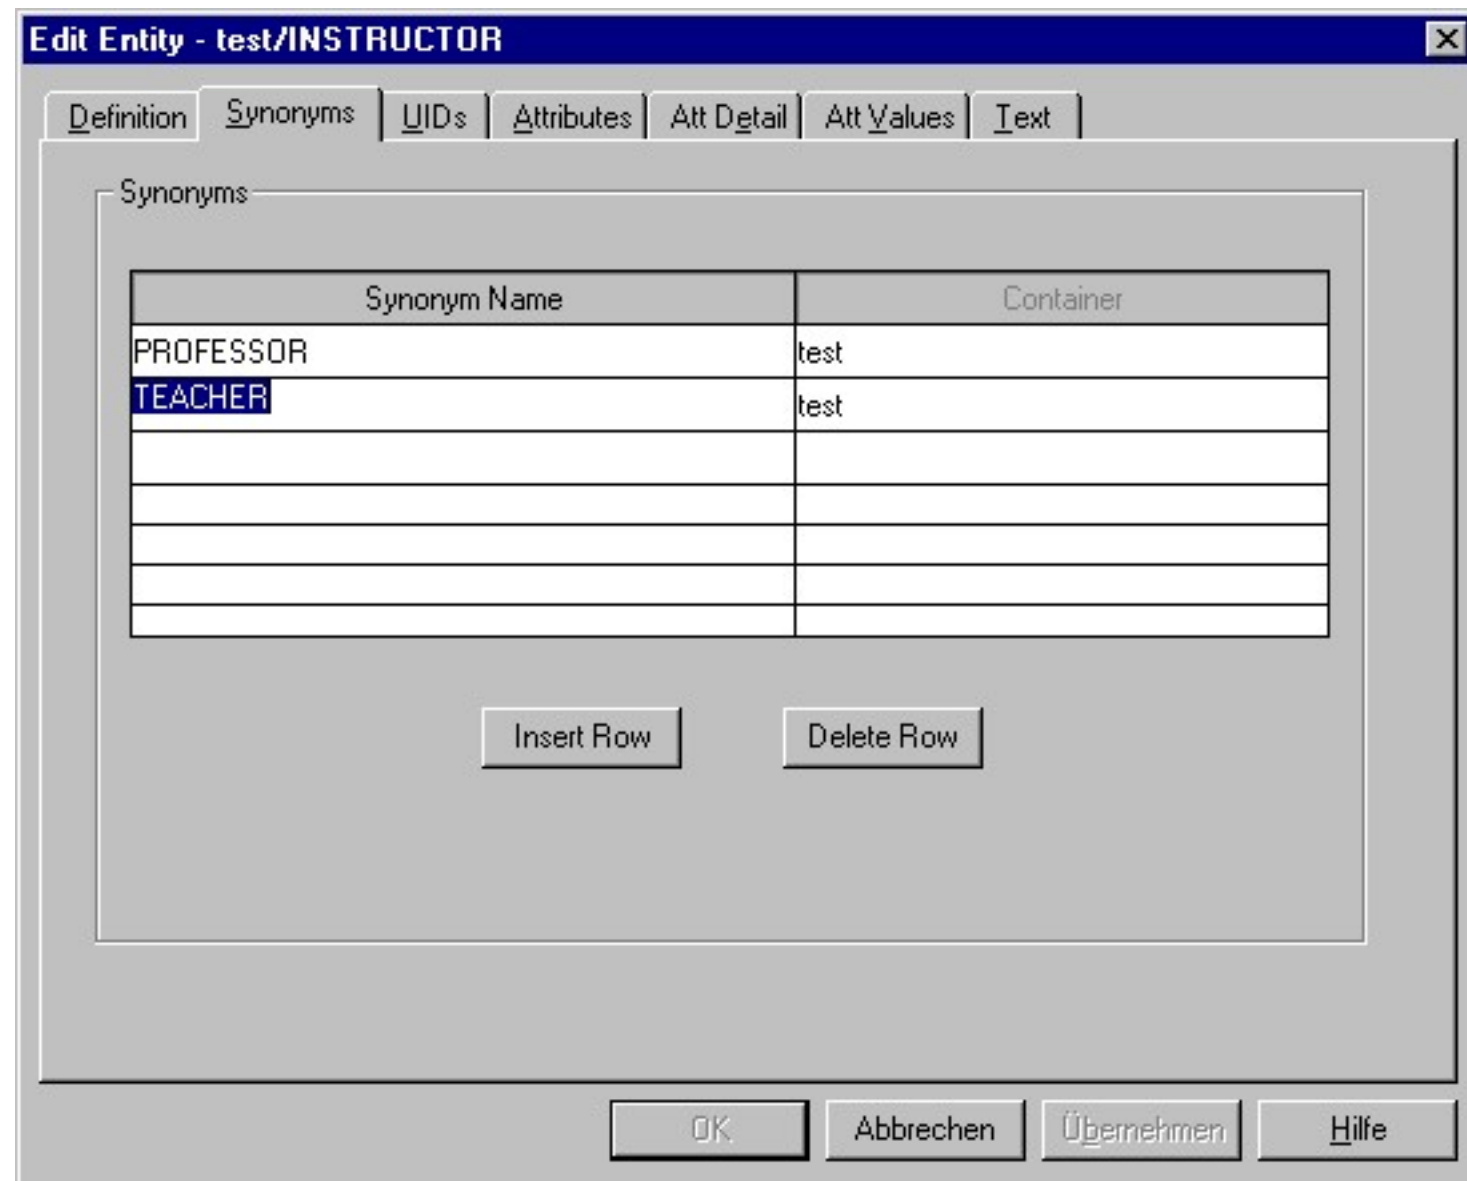 Edit Entity - test/INSTRUCTOR
Definition Synonyms UIDs Attributes Att Detail Att Values Text
Synonyms
Synonym Name Container
PROFESSOR test
TEACHER test
Insert Row Delete Row
OK Abbrechen Übernehmen Hilfe